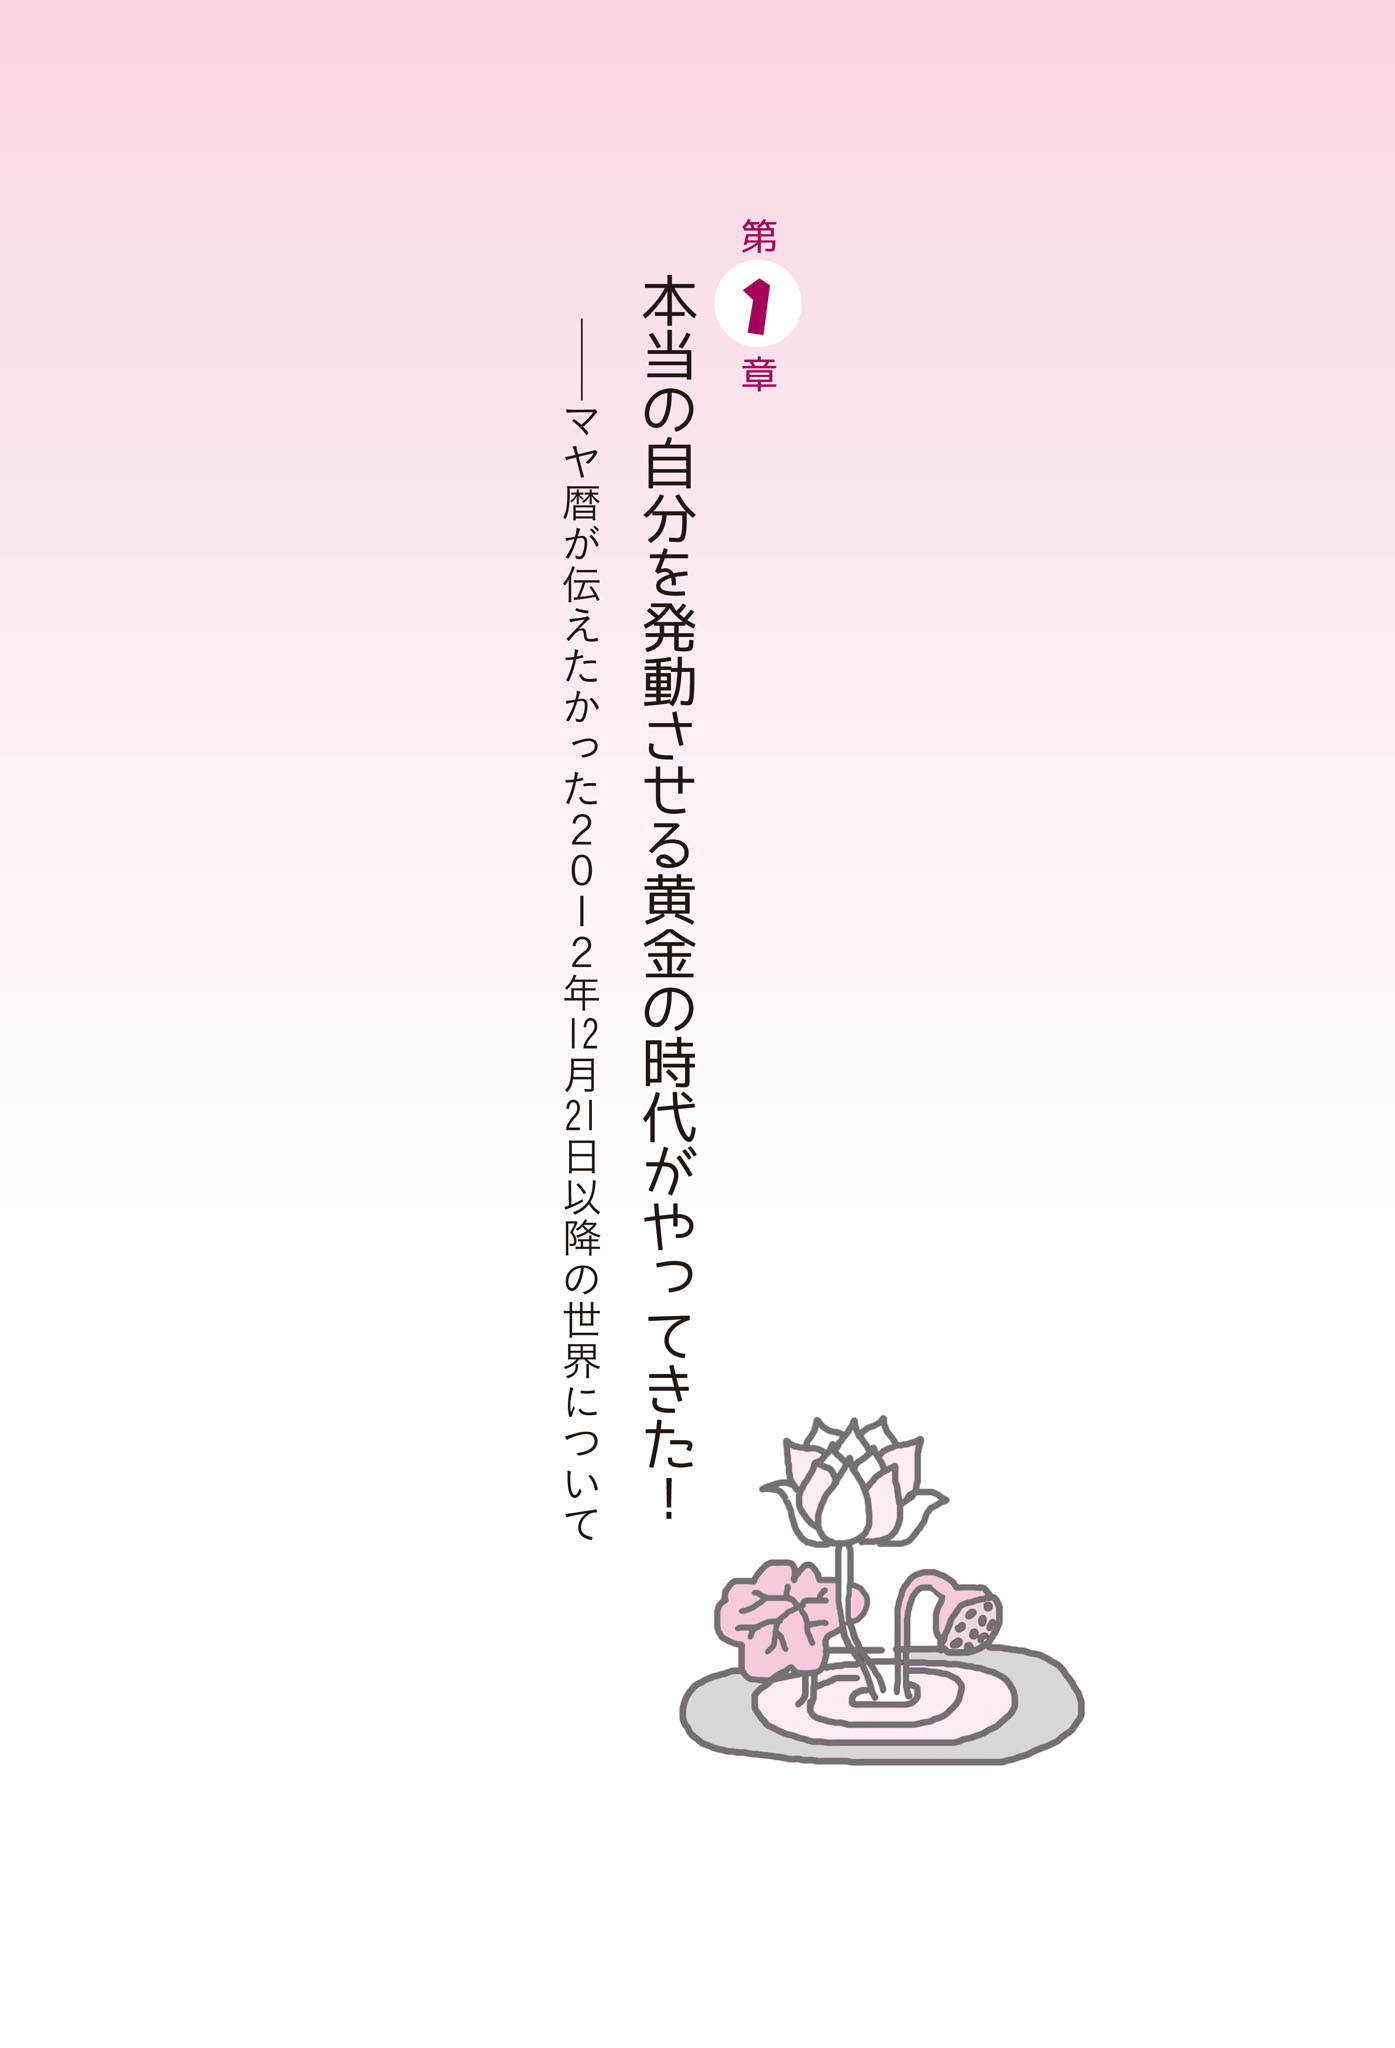 第1章
本当の自分を発動させる黄金の時代がやってきた！
――マヤ暦が伝えたかった2012年12月21日以降の世界について